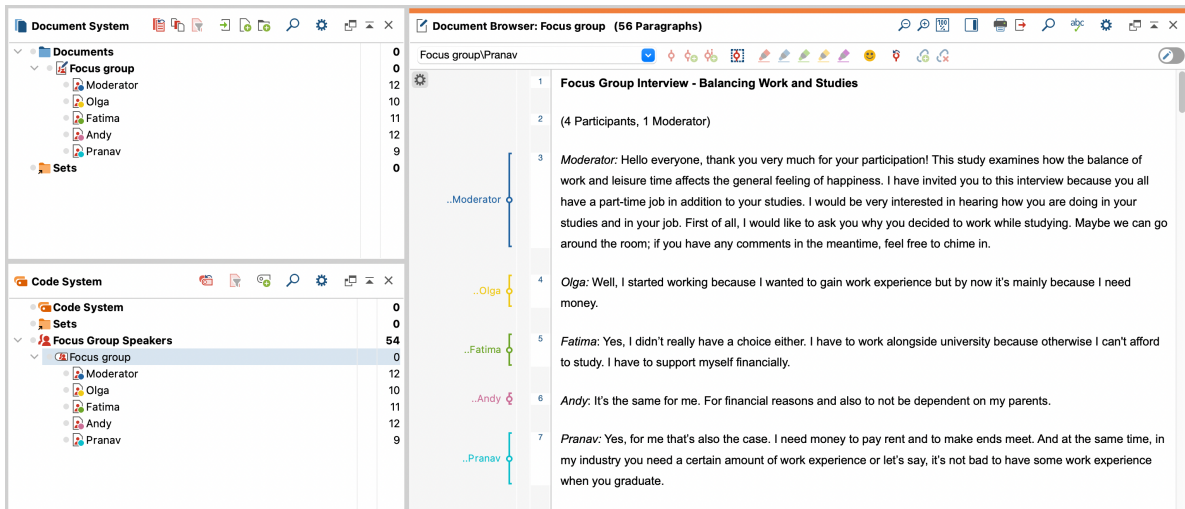 Document System
Documents 0
Focus group 0
Moderator 12
Olga 10
Fatima 11
Andy 12
Pranav 9
Sets 0
Code System
Code System 0
Sets 0
Focus Group Speakers 54
Focus group 0
Moderator 12
Olga 10
Fatima 11
Andy 12
Pranav 9
Document Browser: Focus group (56 Paragraphs)
100%
abc
Focus group\Pranav
1 Focus Group Interview - Balancing Work and Studies
2 (4 Participants, 1 Moderator)
..Moderator
3 Moderator: Hello everyone, thank you very much for your participation! This study examines how the balance of
work and leisure time affects the general feeling of happiness. I have invited you to this interview because you all
have a part-time job in addition to your studies. I would be very interested in hearing how you are doing in your
studies and in your job. First of all, I would like to ask you why you decided to work while studying. Maybe we can go
around the room; if you have any comments in the meantime, feel free to chime in.
..Olga
4 Olga: Well, I started working because I wanted to gain work experience but by now it's mainly because I need
money.
..Fatima
5 Fatima: Yes, I didn't really have a choice either. I have to work alongside university because otherwise I can't afford
to study. I have to support myself financially.
..Andy
6 Andy: It's the same for me. For financial reasons and also to not be dependent on my parents.
..Pranav
7 Pranav: Yes, for me that's also the case. I need money to pay rent and to make ends meet. And at the same time, in
my industry you need a certain amount of work experience or let's say, it's not bad to have some work experience
when you graduate.